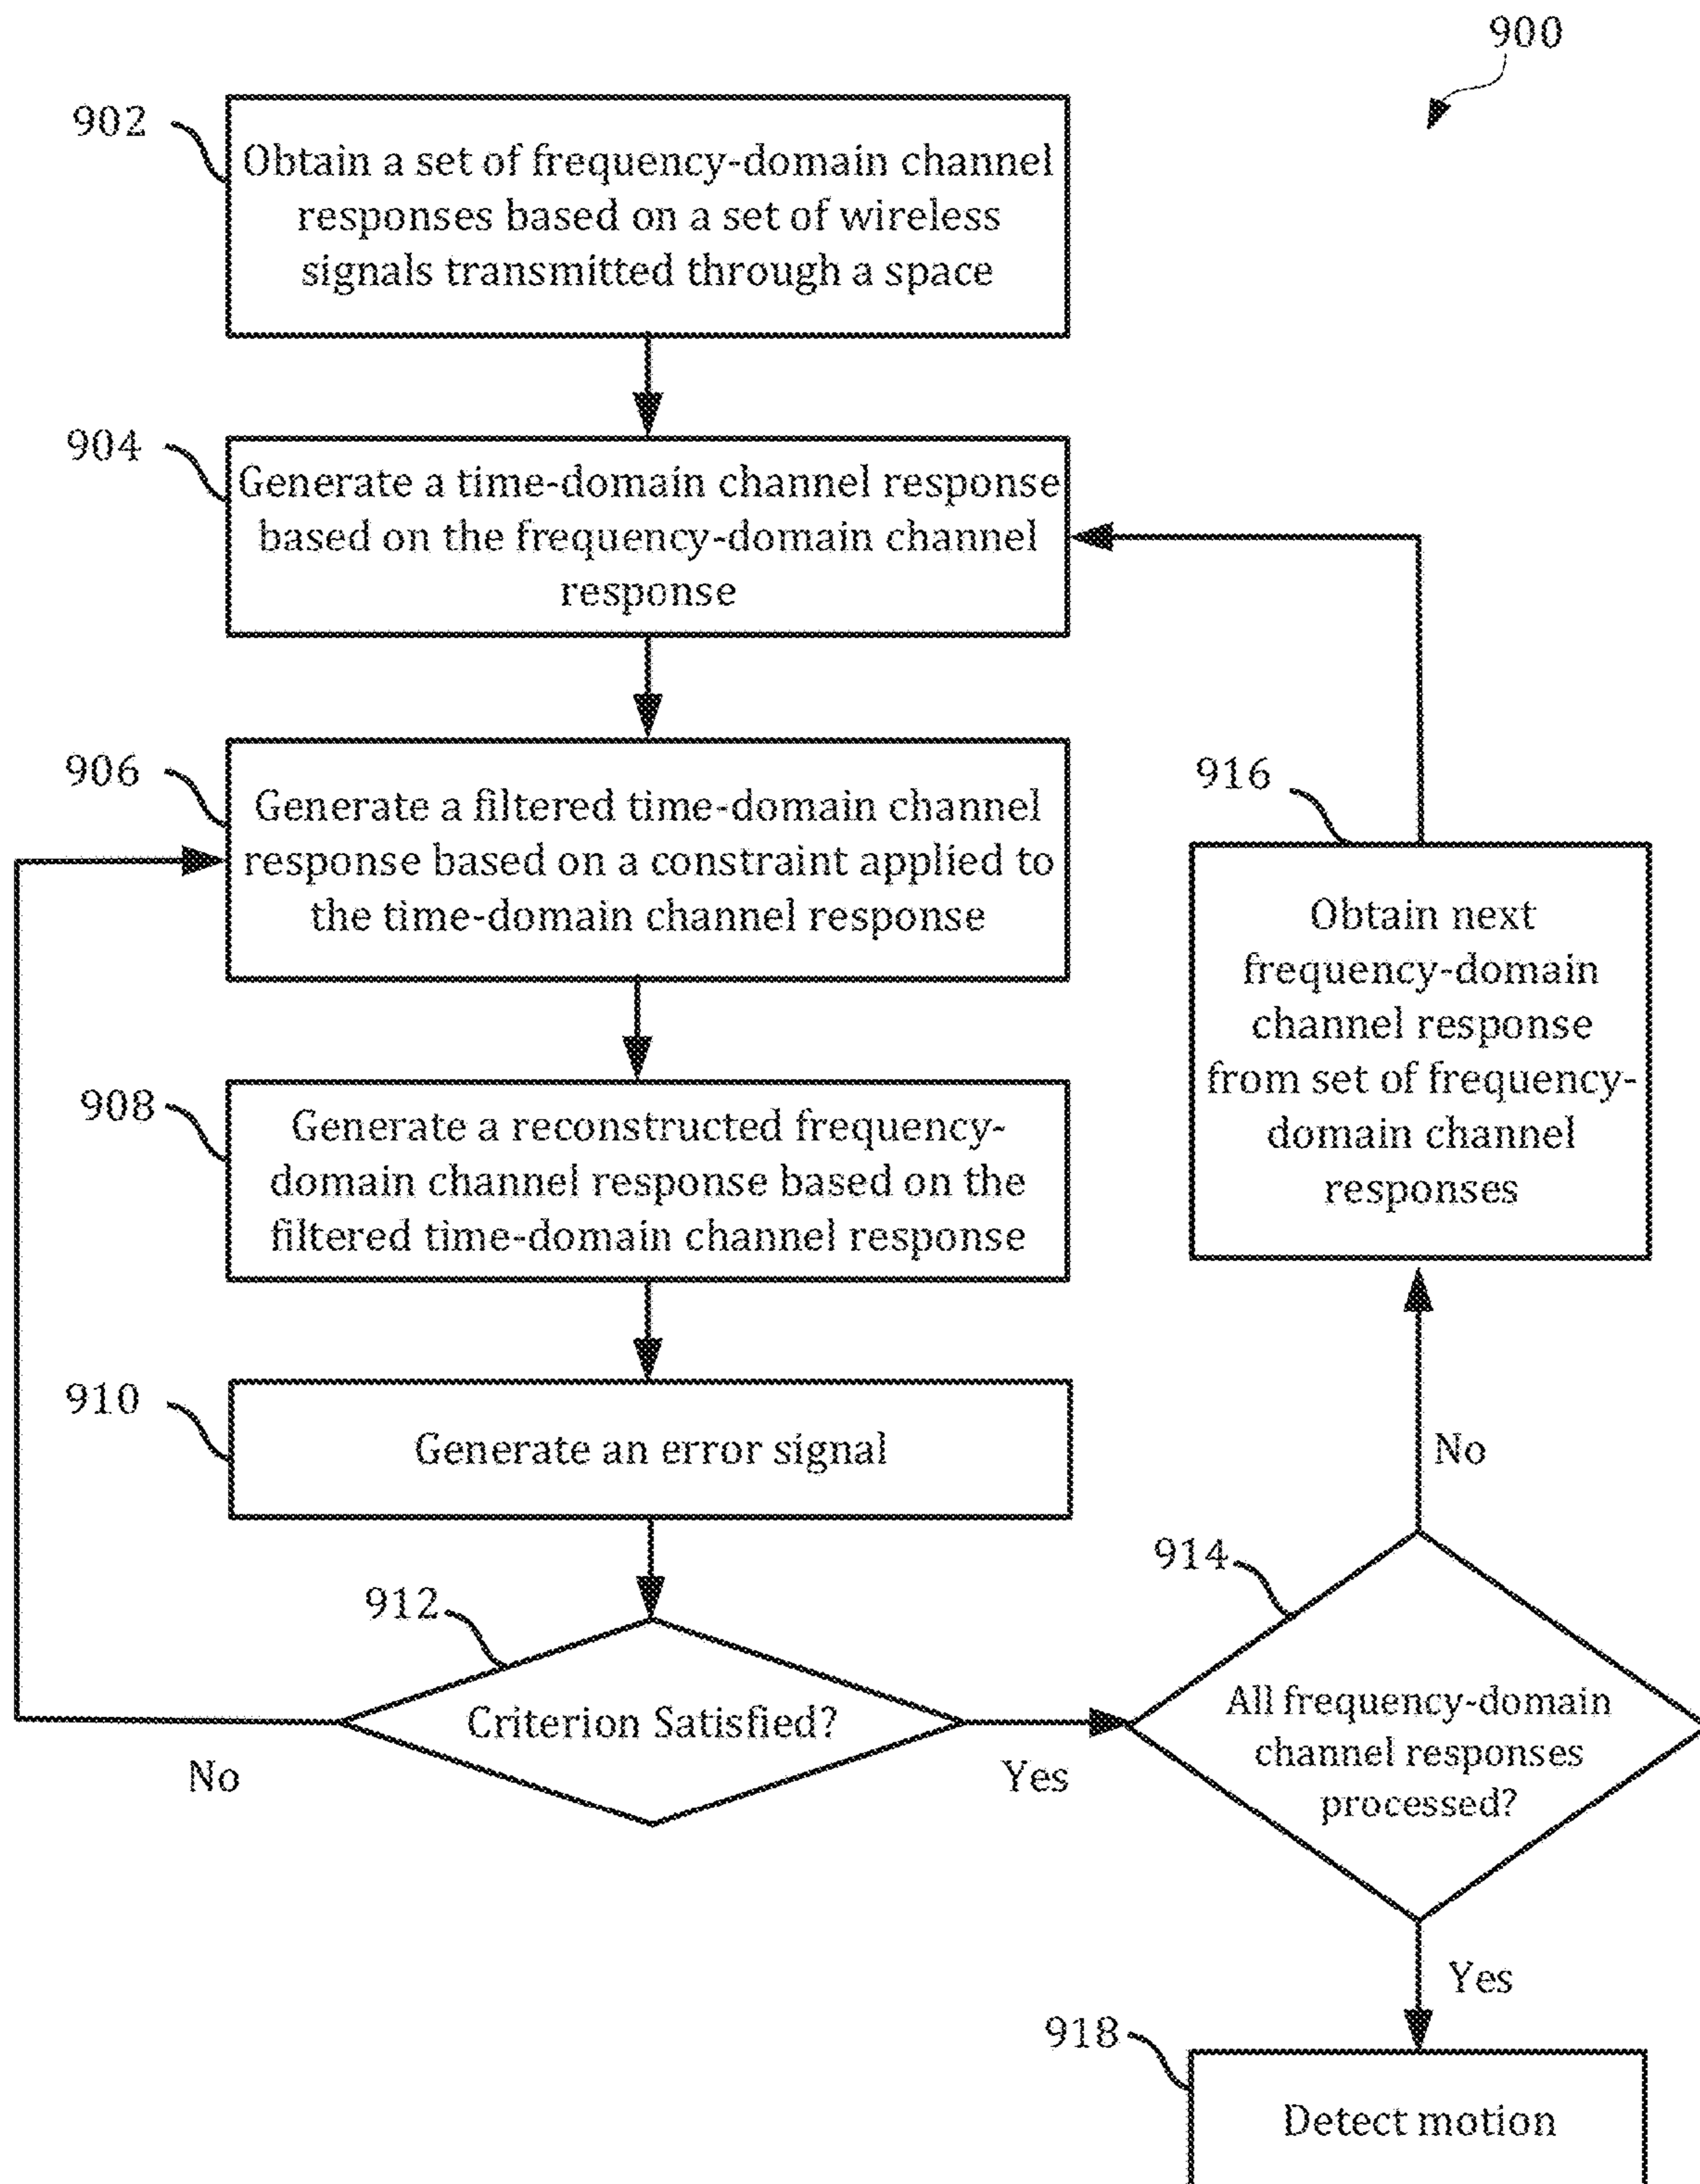 900
902
Obtain a set of frequency-domain channel
responses based on a set of wireless
signals transmitted through a space
904
Generate a time-domain channel response
based on the frequency-domain channel
response
906
Generate a filtered time-domain channel
response based on a constraint applied to
the time-domain channel response
916
Obtain next
frequency-domain
channel response
from set of frequency-
domain channel
responses
908
Generate a reconstructed frequency-
domain channel response based on the
filtered time-domain channel response
910
Generate an error signal
No
912
Criterion Satisfied?
No
Yes
914
All frequency-domain
channel responses
processed?
Yes
918
Detect motion